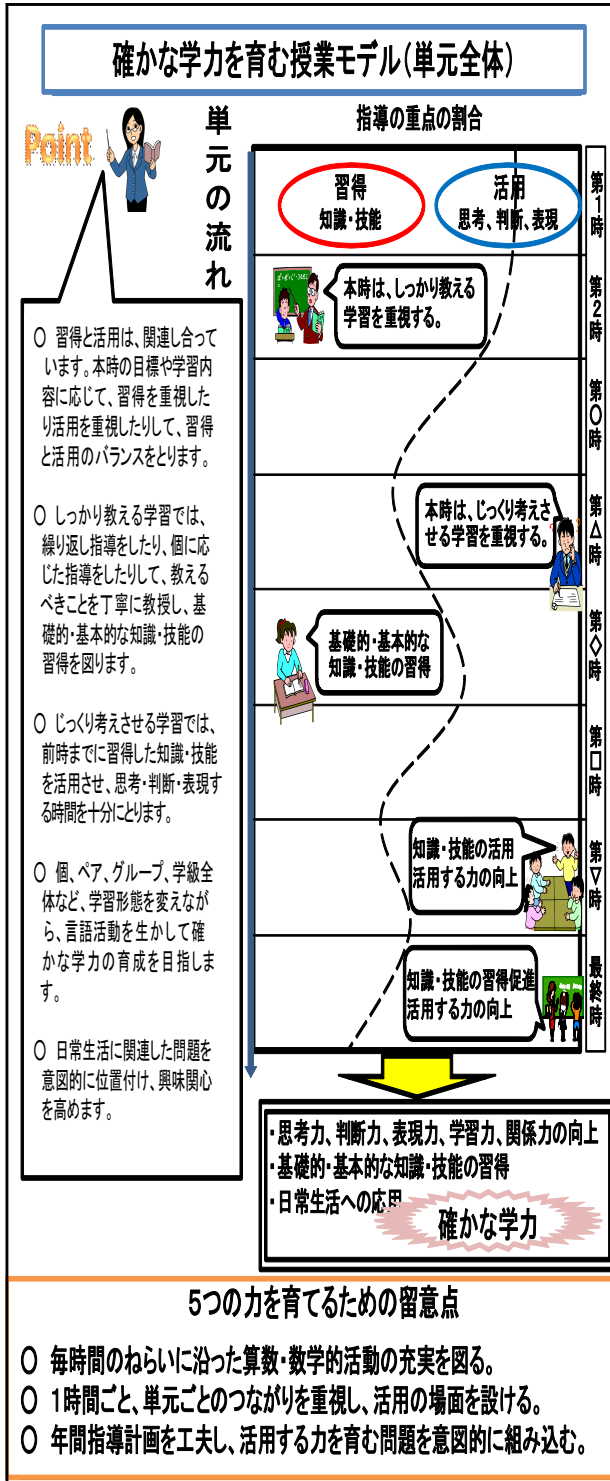 確かな学力を育む授業モデル(単元全体)
Point
単元の流れ
指導の重点の割合
習得
知識・技能
活用
思考、判断、表現
第1時
第2時
第〇時
第△時
第◇時
第□時
第▽時
最終時
本時は、しっかり教える
学習を重視する。
本時は、じっくり考えさ
せる学習を重視する。
基礎的・基本的な
知識・技能の習得
知識・技能の活用
活用する力の向上
知識・技能の習得促進
活用する力の向上
〇 習得と活用は、関連し合って
います。本時の目標や学習内
容に応じて、習得を重視した
り活用を重視したりして、習得
と活用のバランスをとります。
〇 しっかり教える学習では、
繰り返し指導をしたり、個に応
じた指導をしたりして、教える
べきことを丁寧に教授し、基
礎的・基本的な知識・技能の
習得を図ります。
〇 じっくり考えさせる学習では、
前時までに習得した知識・技能
を活用させ、思考・判断・表現す
る時間を十分にとります。
〇 個、ペア、グループ、学級全
体など、学習形態を変えなが
ら、言語活動を生かして確
かな学力の育成を目指しま
す。
〇 日常生活に関連した問題を
意図的に位置付け、興味関心
を高めます。
・思考力、判断力、表現力、学習力、関係力の向上
・基礎的・基本的な知識・技能の習得
・日常生活への応用
確かな学力
5つの力を育てるための留意点
〇 毎時間のねらいに沿った算数・数学的活動の充実を図る。
〇 1時間ごと、単元ごとのつながりを重視し、活用の場面を設ける。
〇 年間指導計画を工夫し、活用する力を育む問題を意図的に組み込む。